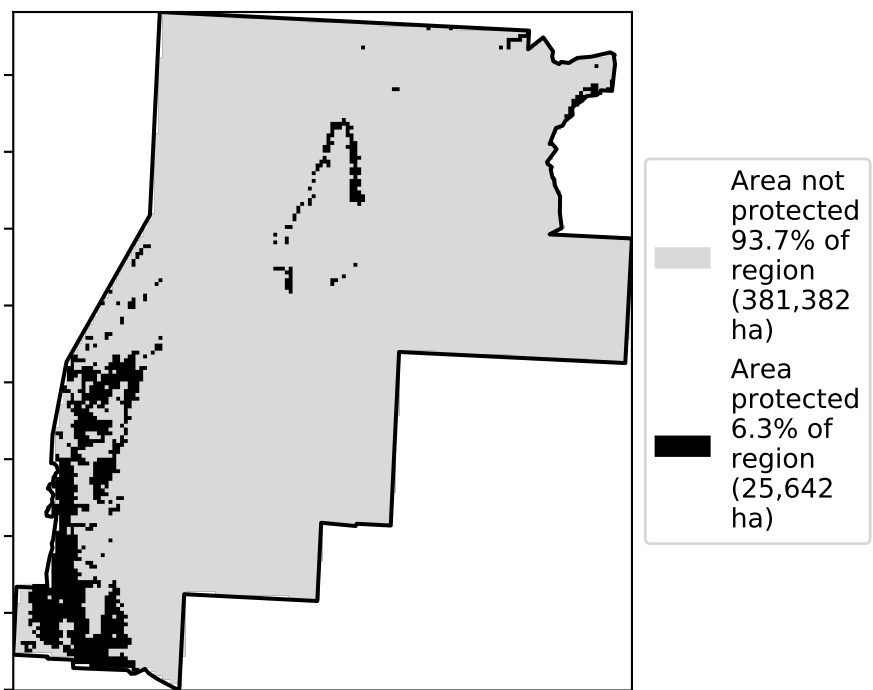 Area not
protected
93.7% of
region
(381,382
ha)
Area
protected
6.3% of
region
(25,642
ha)